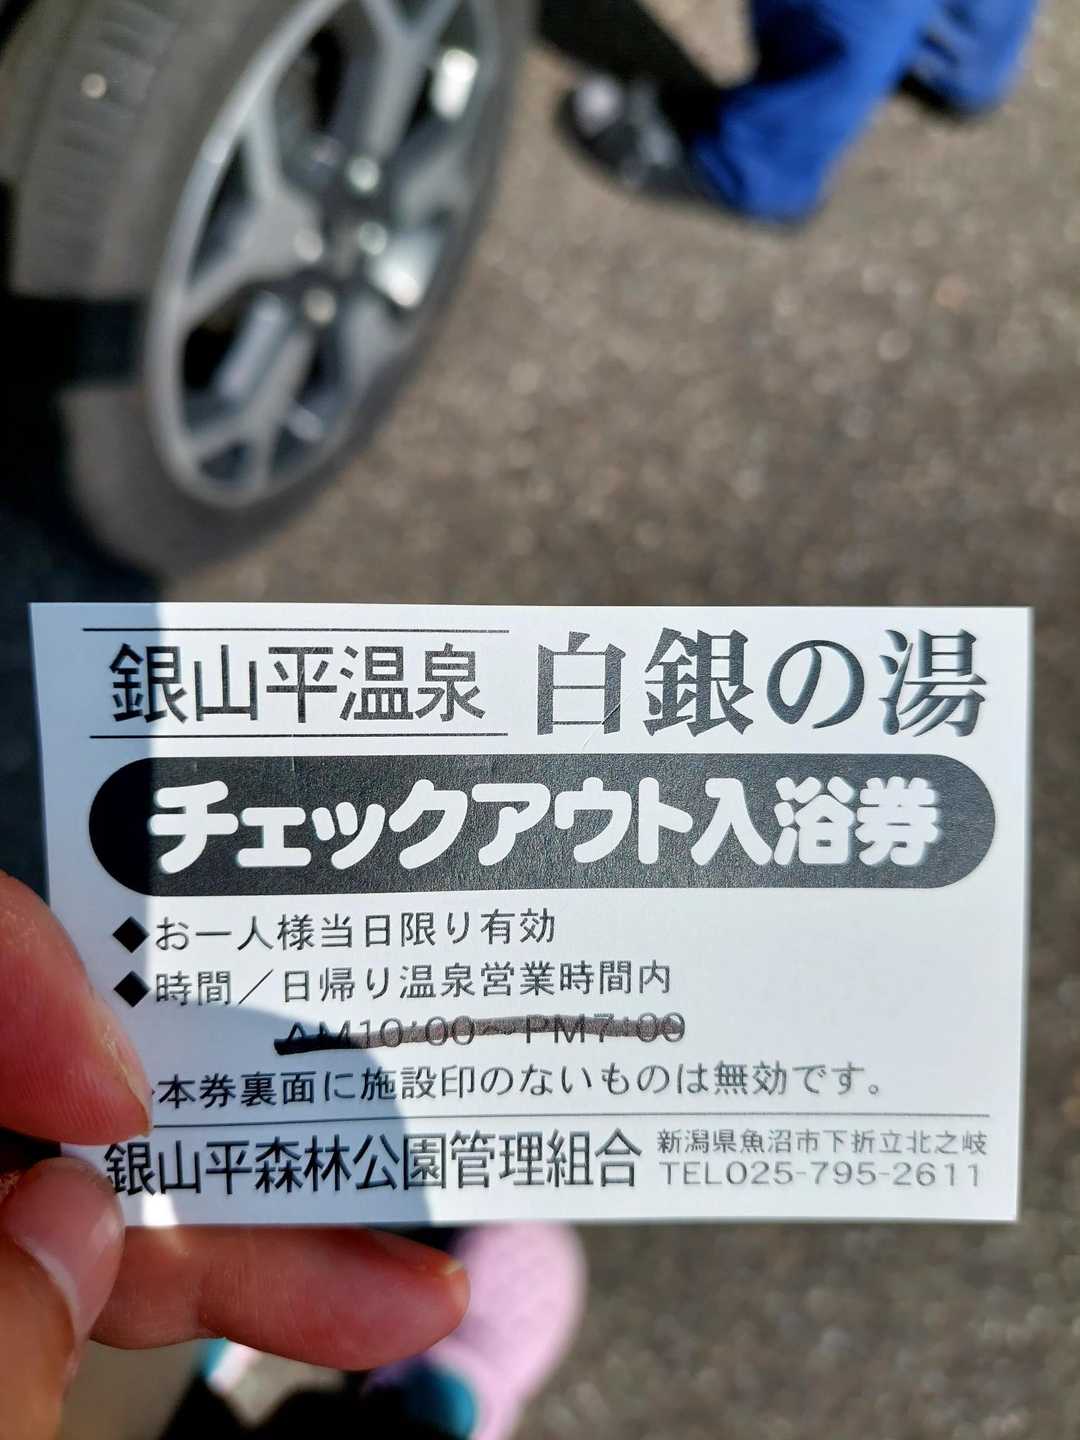 銀山平温泉 白銀の湯
チェックアウト入浴券
◆お一人様当日限り有効
◆時間／日帰り温泉営業時間内
AM10:00～PM7:00
本券裏面に施設印のないものは無効です。
銀山平森林公園管理組合 新潟県魚沼市下折立北之岐
TEL025-795-2611